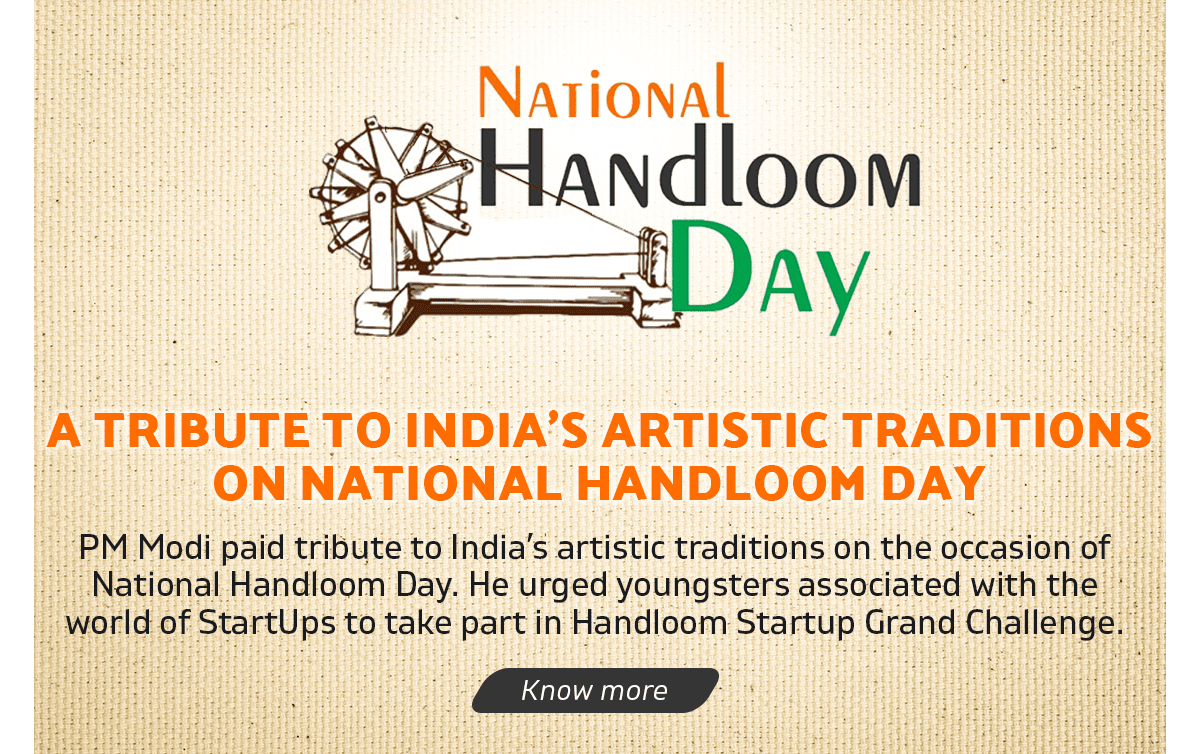 National
Handloom
Day
A TRIBUTE TO INDIA’S ARTISTIC TRADITIONS
ON NATIONAL HANDLOOM DAY
PM Modi paid tribute to India’s artistic traditions on the occasion of
National Handloom Day. He urged youngsters associated with the
world of StartUps to take part in Handloom Startup Grand Challenge.
Know more